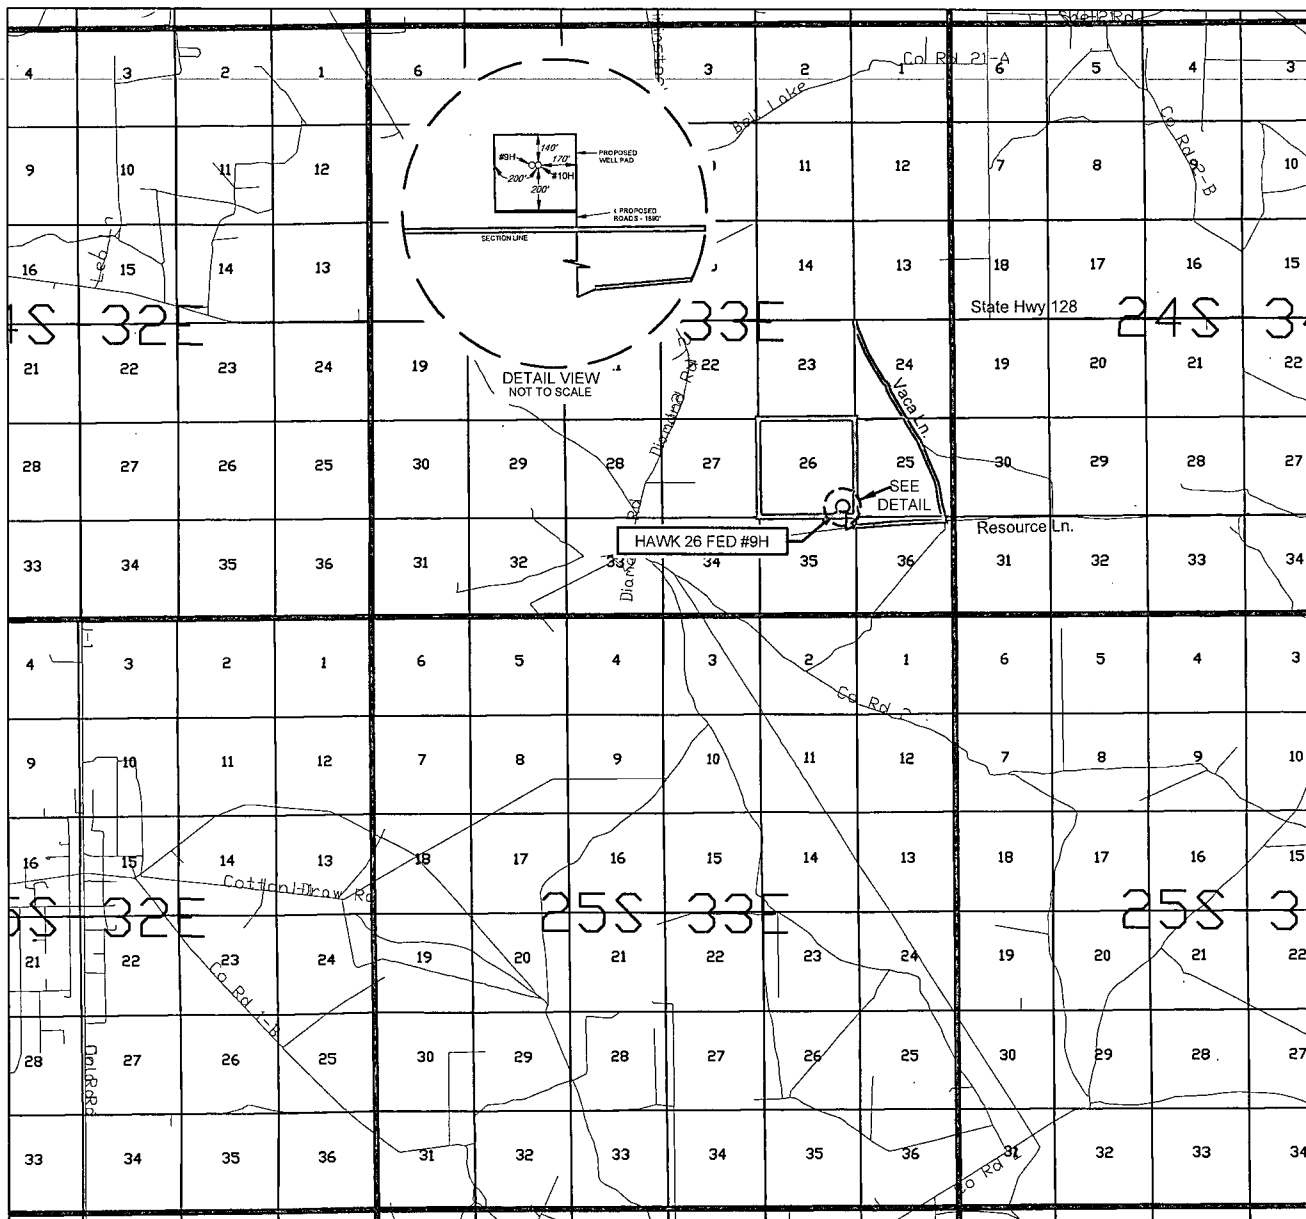 Shell Rd
Co Rd 21-A
4 3 2 1 6 3 2 1 6 5 4 3
Bell Lake
Co Rd 2-B
140'
#9H
170'
PROPOSED
WELL PAD
200'
#10H
200'
PROPOSED
ROADS - 1690'
SECTION LINE
9 10 11 12 11 12 7 8 9 10
16 15 14 13 14 13 18 17 16 15
State Hwy 128
4S 32E 33E 24S 34
DETAIL VIEW
NOT TO SCALE
21 22 23 24 19 22 23 24 19 20 21 22
Diamond Rd
Vaca Ln.
28 27 26 25 30 29 28 27 26 25 30 29 28 27
SEE
DETAIL
Resource Ln.
HAWK 26 FED #9H
33 34 35 36 31 32 33 34 35 36 31 32 33 34
4 3 2 1 6 5 4 3 2 1 6 5 4 3
Co Rd 2
9 10 11 12 7 8 9 10 11 12 7 8 9 10
16 15 14 13 18 17 16 15 14 13 18 17 16 15
Cotton Draw Rd
5S 32E 25S 33E 25S 3
21 22 23 24 19 20 21 22 23 24 19 20 21 22
Co Rd 1-B
28 27 26 25 30 29 28 27 26 25 30 29 28 27
33 34 35 36 31 32 33 34 35 36 31 32 33 34
Co Rd